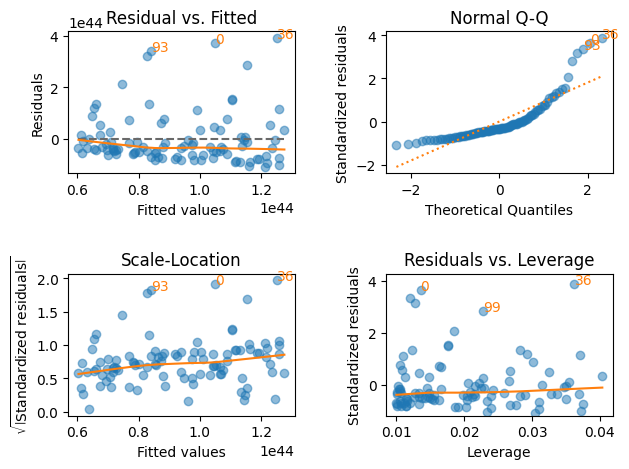 Residual vs. Fitted
1e44
Residuals
4
2
0
93
0
36
0.6 0.8 1.0 1.2
1e44
Fitted values
Normal Q-Q
Standardized residuals
4
2
0
−2
93
0
36
−2 0 2
Theoretical Quantiles
Scale-Location
√|Standardized residuals|
2.0
1.5
1.0
0.5
0.0
93
0
36
0.6 0.8 1.0 1.2
1e44
Fitted values
Residuals vs. Leverage
Standardized residuals
4
2
0
0
99
36
0.01 0.02 0.03 0.04
Leverage